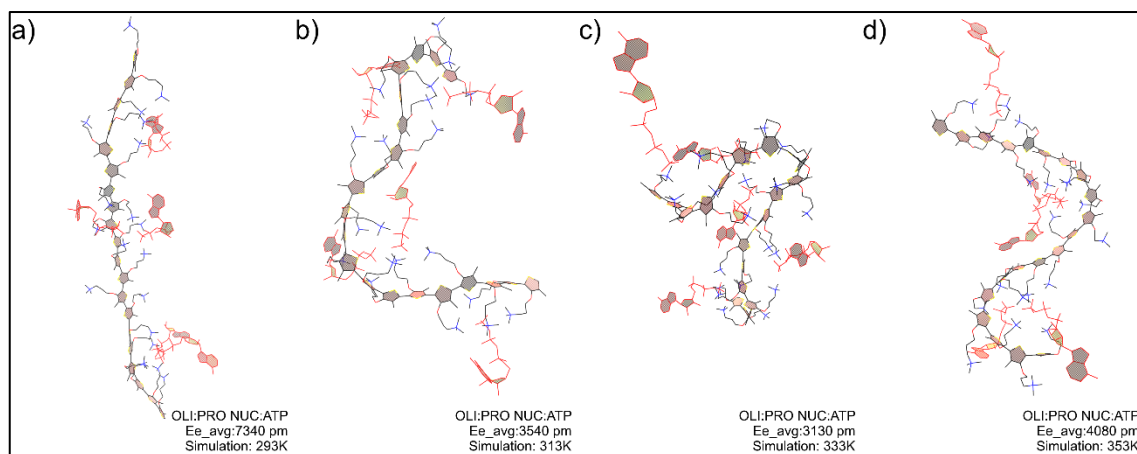 a)
b)
c)
d)
OLI:PRO NUC:ATP
Ee_avg:7340 pm
Simulation: 293K
OLI:PRO NUC:ATP
Ee_avg:3540 pm
Simulation: 313K
OLI:PRO NUC:ATP
Ee_avg:3130 pm
Simulation: 333K
OLI:PRO NUC:ATP
Ee_avg:4080 pm
Simulation: 353K